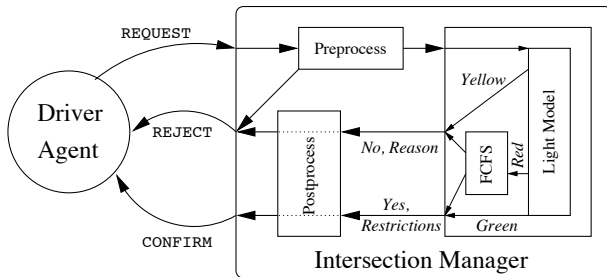 REQUEST
Preprocess
Yellow
Driver
Agent
REJECT
Light Model
Postprocess
No, Reason
FCFS
Red
Yes,
Restrictions
Green
CONFIRM
Intersection Manager